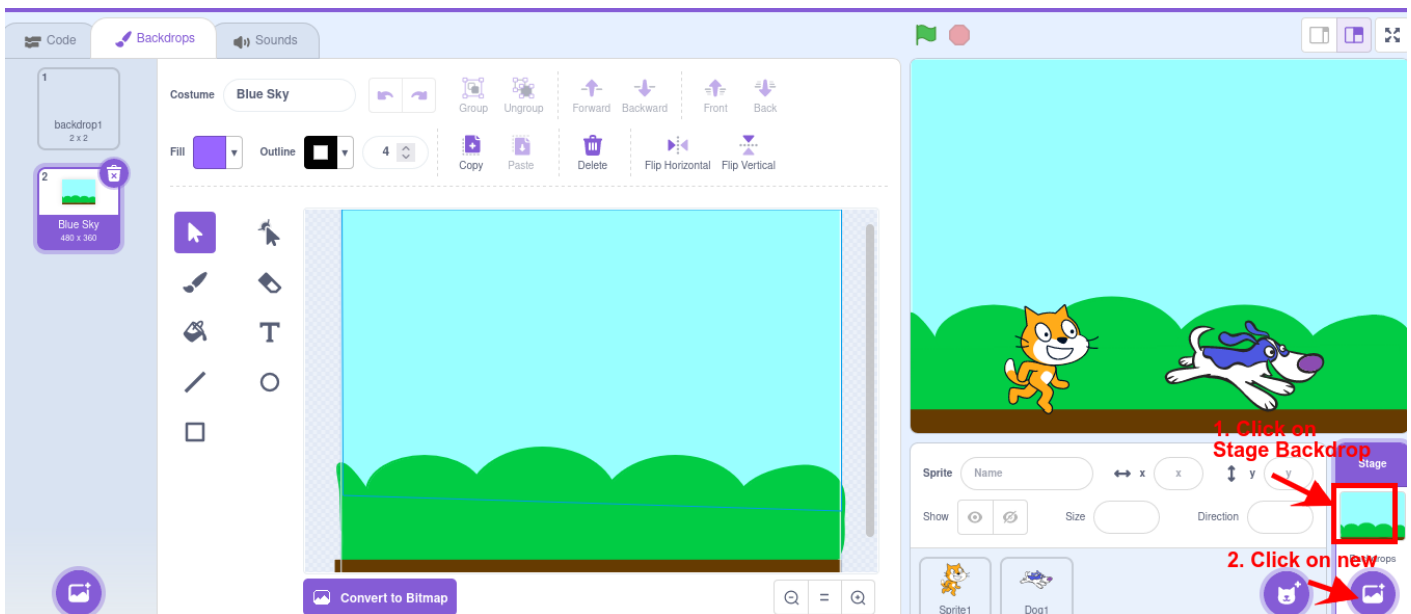 Code
Backdrops
Sounds
1
backdrop1
2 x 2
2
Blue Sky
480 x 360
Costume
Blue Sky
Group
Ungroup
Forward
Backward
Front
Back
Fill
Outline
4
Copy
Paste
Delete
Flip Horizontal
Flip Vertical
T
Convert to Bitmap
1. Click on
Stage Backdrop
Sprite
Name
x
x
y
y
Show
Size
Direction
Stage
2. Click on new
Sprite1
Dog1